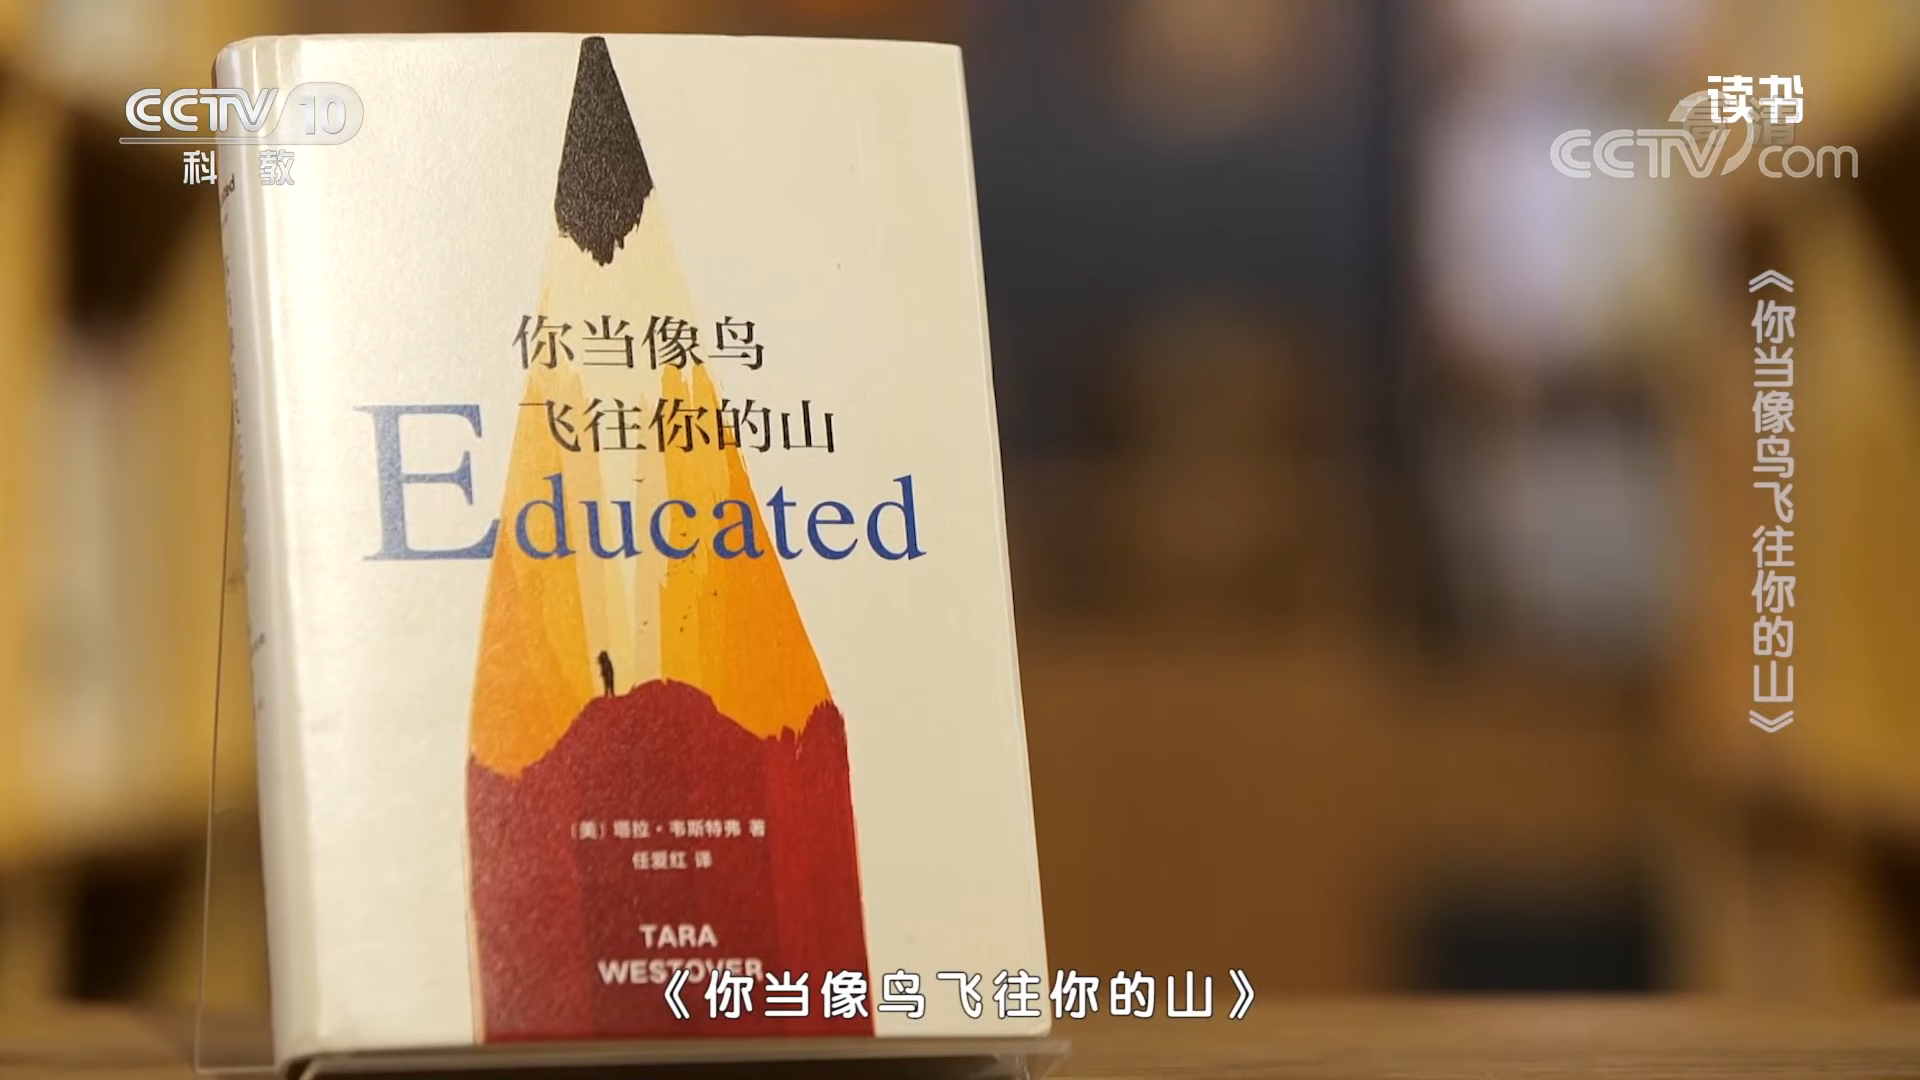 CCTV 10
科教
读书
高清
CCTV.com
《你当像鸟飞往你的山》
你当像鸟
飞往你的山
Educated
〔美〕塔拉·韦斯特弗 著
任爱红 译
TARA
WESTOVER
《你当像鸟飞往你的山》